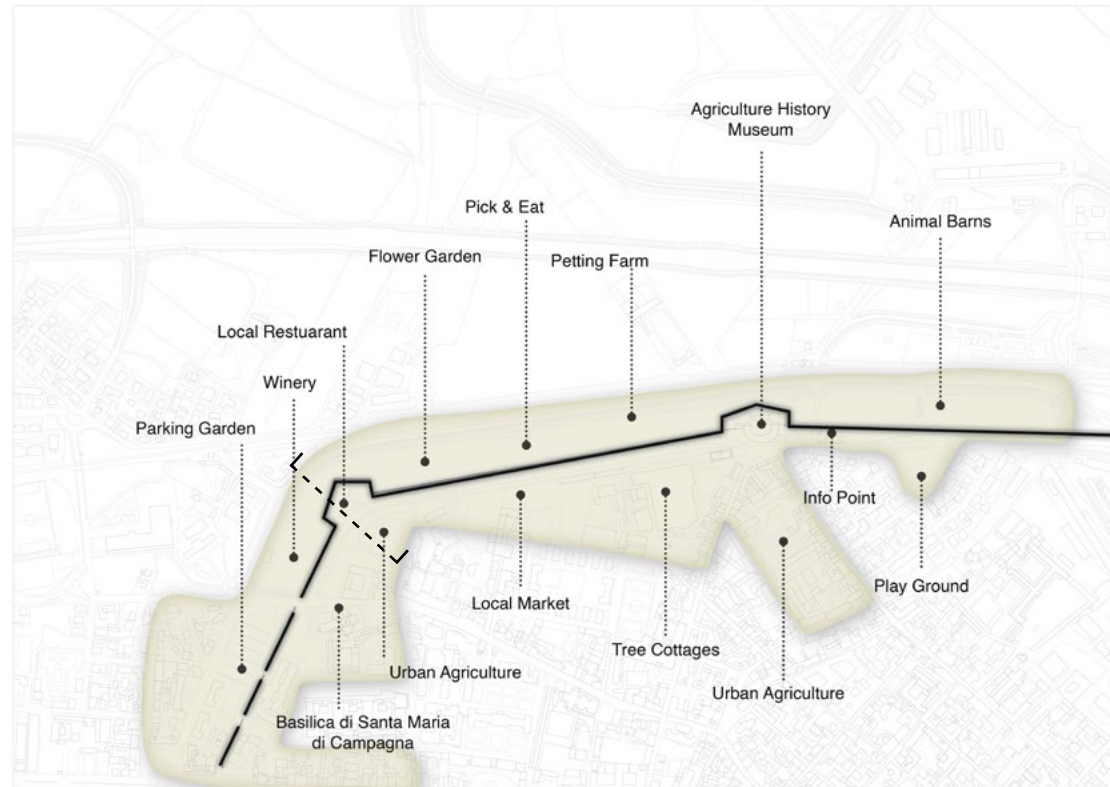 Agriculture History
Museum
Pick & Eat
Animal Barns
Flower Garden
Petting Farm
Local Restuarant
Winery
Parking Garden
Info Point
Play Ground
Local Market
Tree Cottages
Urban Agriculture
Urban Agriculture
Basilica di Santa Maria
di Campagna